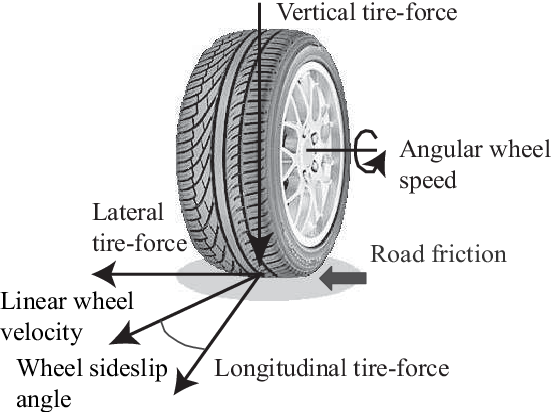 Vertical tire-force
Angular wheel
speed
Lateral
tire-force
Road friction
Linear wheel
velocity
Wheel sideslip
angle
Longitudinal tire-force